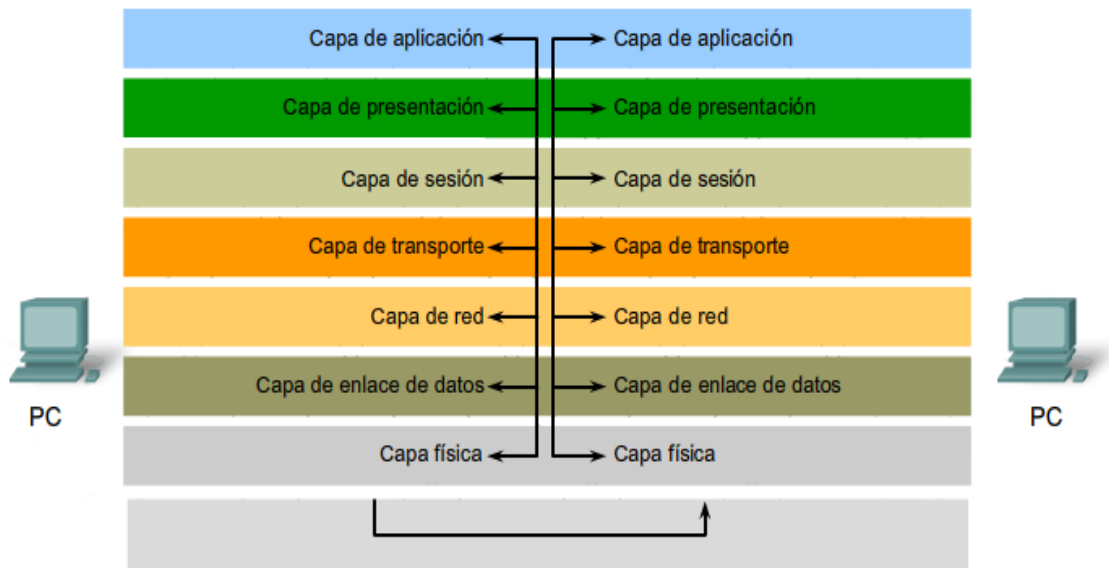 Capa de aplicación Capa de aplicación
Capa de presentación Capa de presentación
Capa de sesión Capa de sesión
Capa de transporte Capa de transporte
Capa de red Capa de red
Capa de enlace de datos Capa de enlace de datos
PC PC
Capa física Capa física